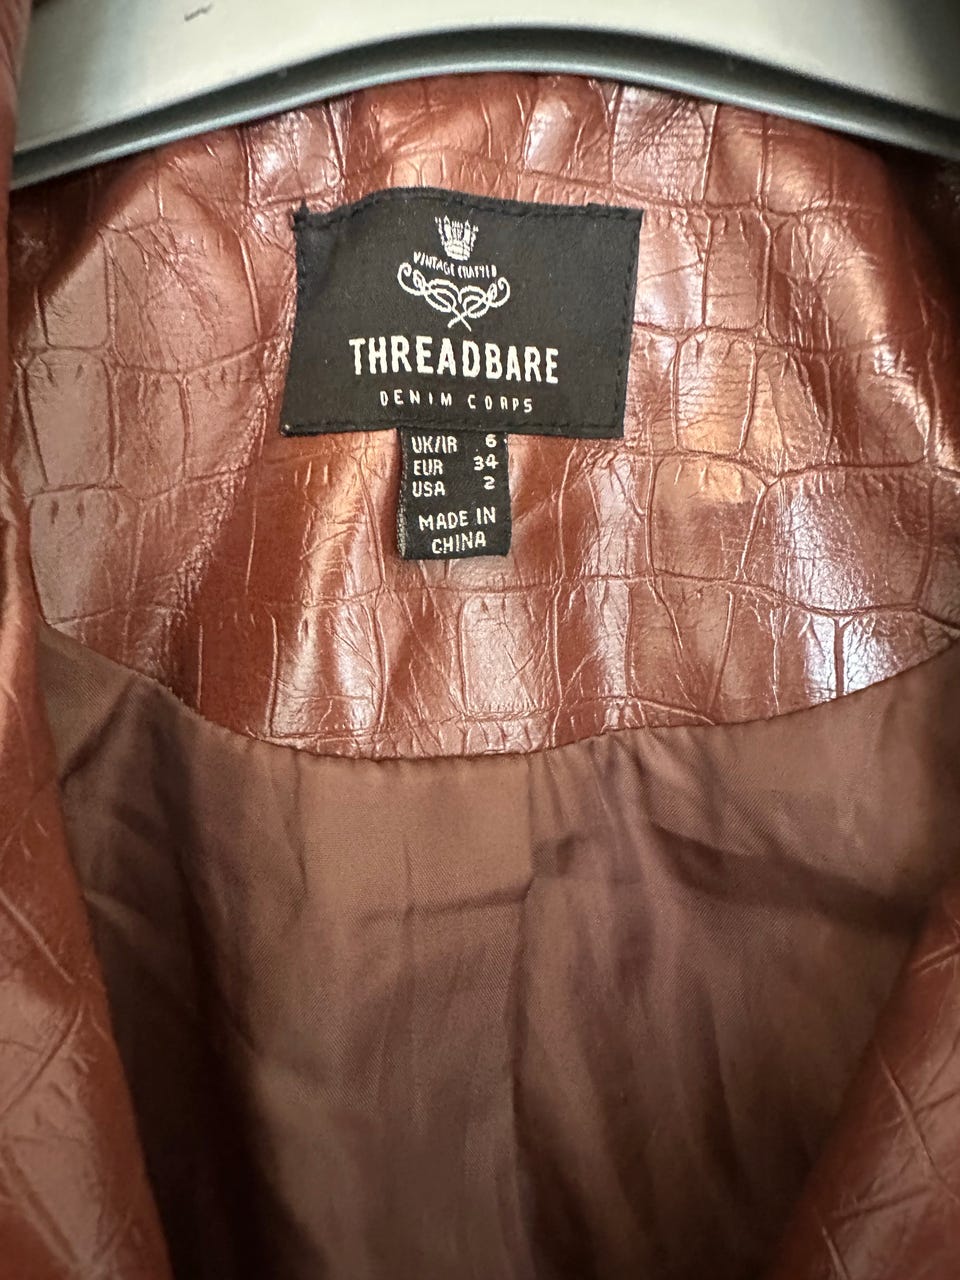 VINTAGE CRAFTED
THREADBARE
DENIM CORPS
UK/IR 6
EUR 34
USA 2
MADE IN
CHINA